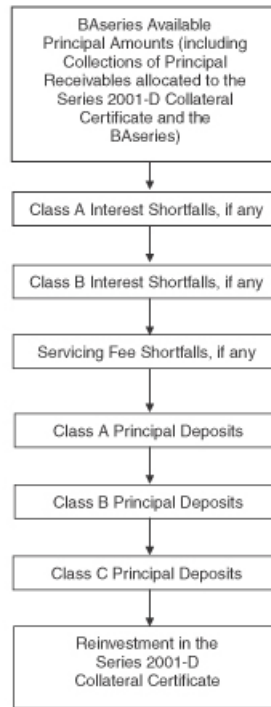 BAseries Available
Principal Amounts (including
Collections of Principal
Receivables allocated to the
Series 2001-D Collateral
Certificate and the
BAseries)
Class A Interest Shortfalls, if any
Class B Interest Shortfalls, if any
Servicing Fee Shortfalls, if any
Class A Principal Deposits
Class B Principal Deposits
Class C Principal Deposits
Reinvestment in the
Series 2001-D
Collateral Certificate